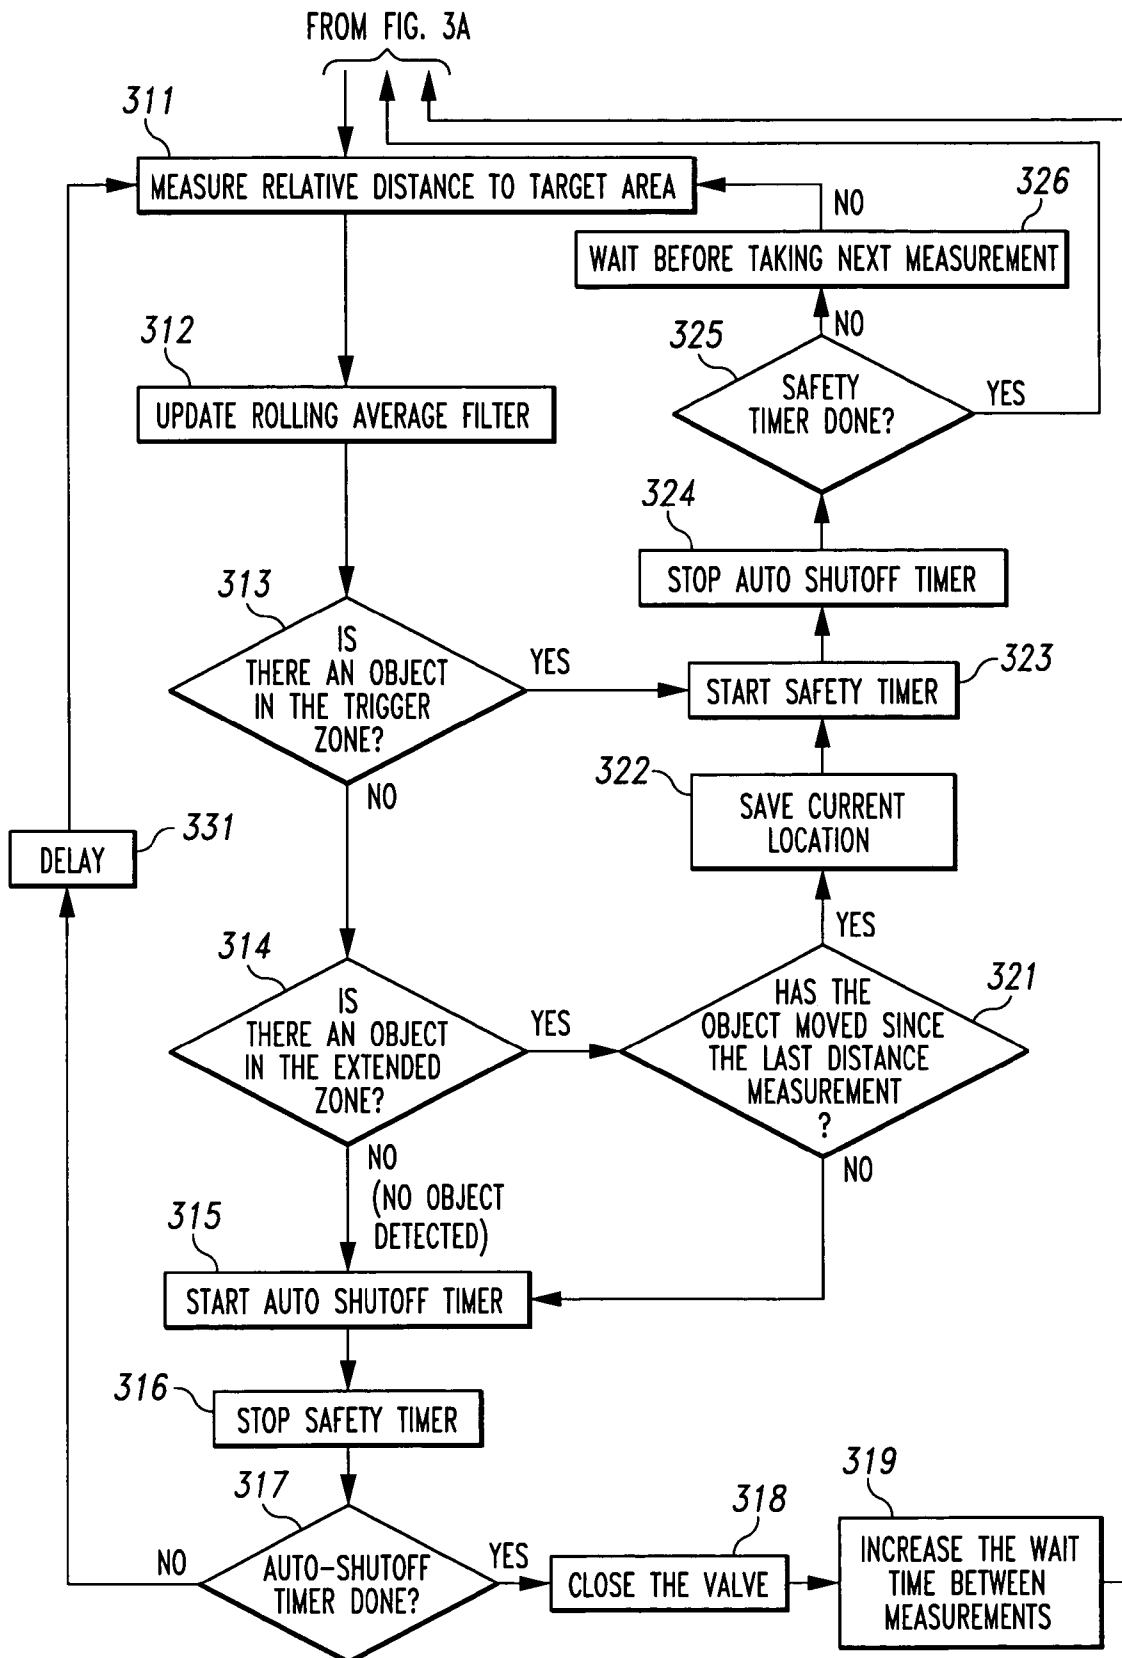 FROM FIG. 3A
311
MEASURE RELATIVE DISTANCE TO TARGET AREA
NO
326
WAIT BEFORE TAKING NEXT MEASUREMENT
312
UPDATE ROLLING AVERAGE FILTER
NO
325
SAFETY
TIMER DONE?
YES
324
STOP AUTO SHUTOFF TIMER
313
IS
THERE AN OBJECT
IN THE TRIGGER
ZONE?
YES
323
START SAFETY TIMER
NO
322
SAVE CURRENT
LOCATION
331
DELAY
YES
314
IS
THERE AN OBJECT
IN THE EXTENDED
ZONE?
YES
321
HAS THE
OBJECT MOVED SINCE
THE LAST DISTANCE
MEASUREMENT
?
NO
(NO OBJECT
DETECTED)
NO
315
START AUTO SHUTOFF TIMER
316
STOP SAFETY TIMER
317
NO
AUTO-SHUTOFF
TIMER DONE?
YES
318
CLOSE THE VALVE
319
INCREASE THE WAIT
TIME BETWEEN
MEASUREMENTS